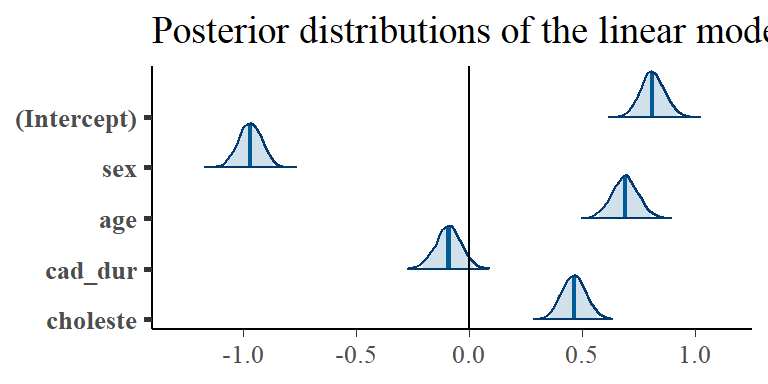 Posterior distributions of the linear mode
(Intercept)
sex
age
cad_dur
choleste
-1.0 -0.5 0.0 0.5 1.0